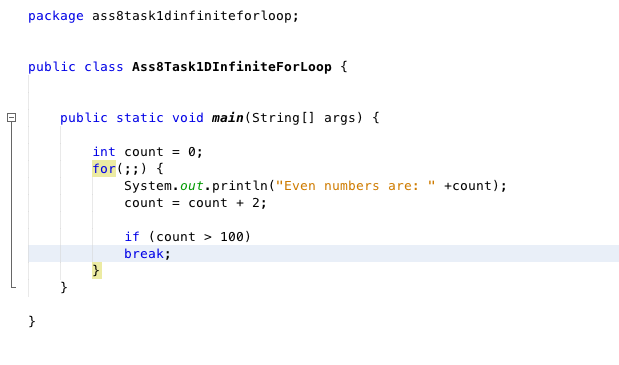 package ass8task1dinfiniteforloop;
public class Ass8Task1DInfiniteForLoop {
public static void main(String[] args) {
int count = 0;
for(;;) {
System.out.println("Even numbers are: " +count);
count = count + 2;
if (count > 100)
break;
}
}
}